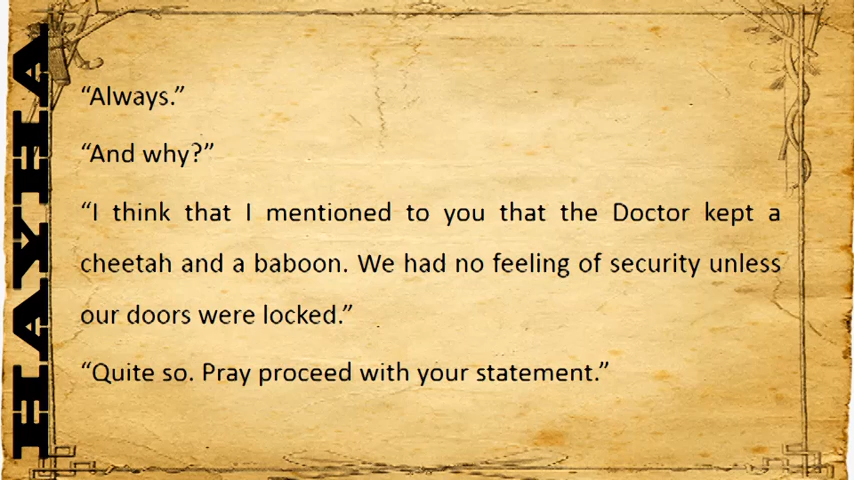 HAYHA
“Always.”
“And why?”
“I think that I mentioned to you that the Doctor kept a
cheetah and a baboon. We had no feeling of security unless
our doors were locked.”
“Quite so. Pray proceed with your statement.”